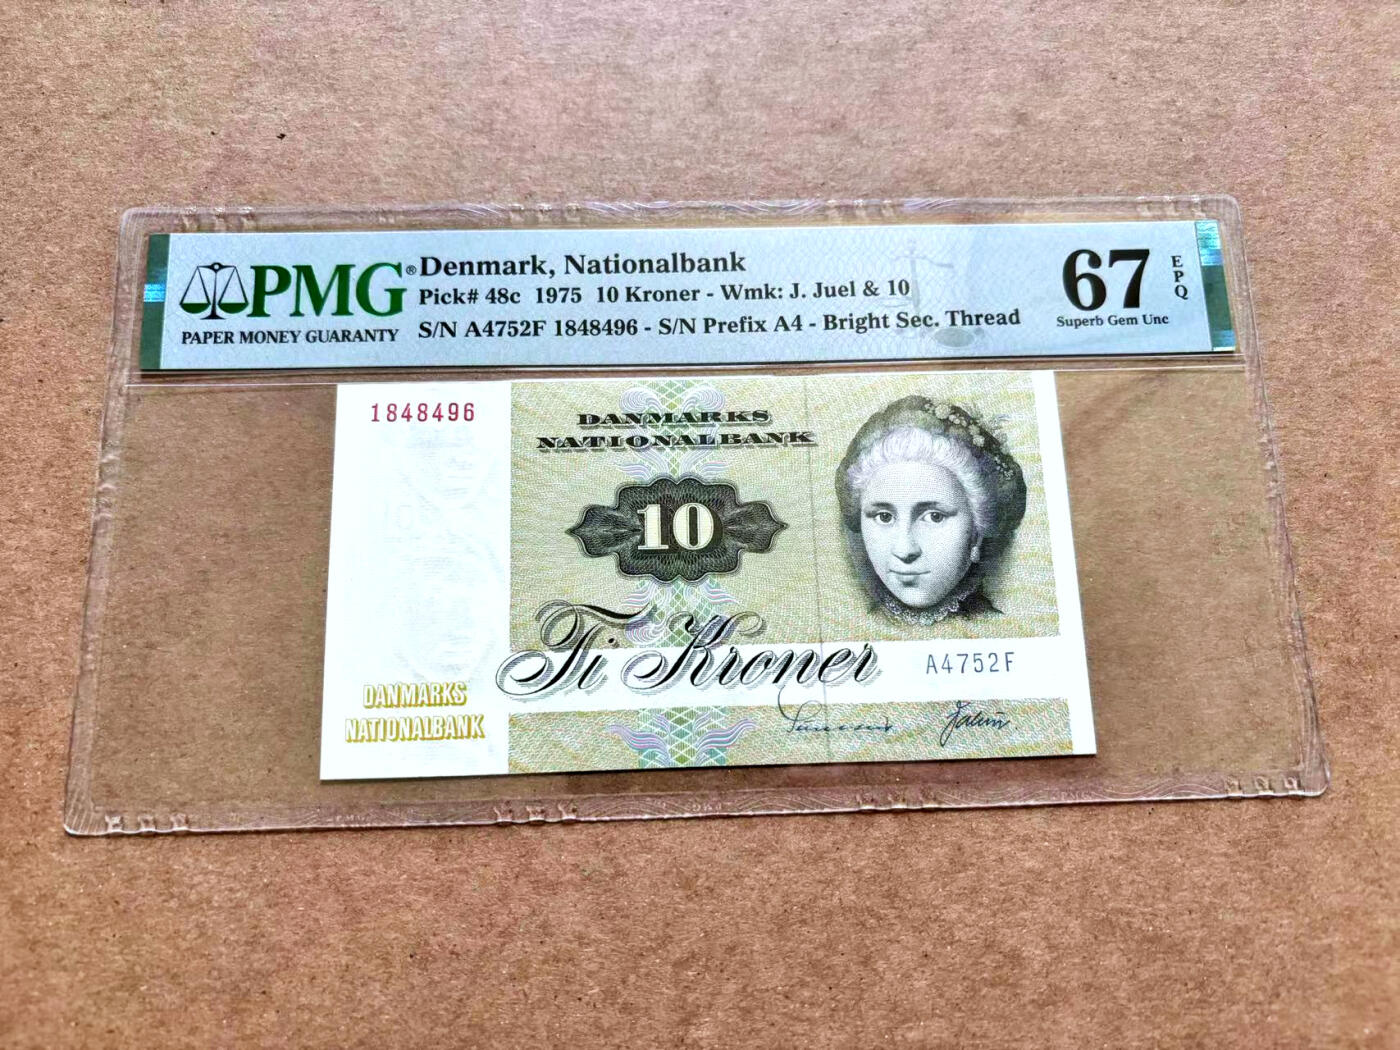 PMG®
PAPER MONEY GUARANTY
Denmark, Nationalbank
Pick# 48c 1975 10 Kroner - Wmk: J. Juel & 10
S/N A4752F 1848496 - S/N Prefix A4 - Bright Sec. Thread
67
EPQ
Superb Gem Unc
1848496
DANMARKS
NATIONALBANK
10
Ti Kroner
A4752F
DANMARKS
NATIONALBANK